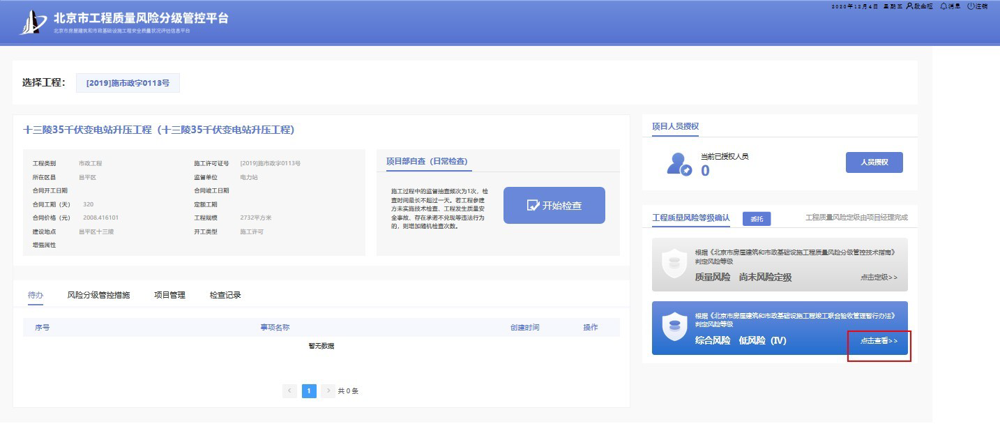 北京市工程质量风险分级管控平台
北京市房屋建筑和市政基础设施工程安全质量状况评估信息平台
2020年12月4日 星期五 段金枢 消息 注销
选择工程： [2019]施市政字0113号
十三陵35千伏变电站升压工程（十三陵35千伏变电站升压工程）
工程类别 市政工程 施工许可证号 [2019]施市政字0113号
所在区县 昌平区 监督单位 电力站
合同开工日期 合同竣工日期
合同工期（天） 320 定额工期
合同价格（元） 2008.416101 工程规模 2732平方米
建设地点 昌平区十三陵 开工类型 施工许可
增强属性
项目部自查（日常检查）
施工过程中的监督抽查频次为1次，检
查时间最长不超过一天。若工程参建
方未实施技术检查、工程发生质量安
全事故、存在承诺不兑现等违法行为
的，则增加随机检查次数。
开始检查
项目人员授权
当前已授权人员
0
人员授权
工程质量风险等级确认 委托 工程质量风险定级由项目经理完成
根据《北京市房屋建筑和市政基础设施工程质量风险分级管控技术指南》
判定风险等级
质量风险 尚未风险定级 点击定级>>
根据《北京市房屋建筑和市政基础设施工程竣工联合验收管理暂行办法》
判定风险等级
综合风险 低风险（Ⅳ） 点击查看>>
待办 风险分级管控措施 项目管理 检查记录
序号 事项名称 创建时间 操作
暂无数据
< 1 > 共 0 条